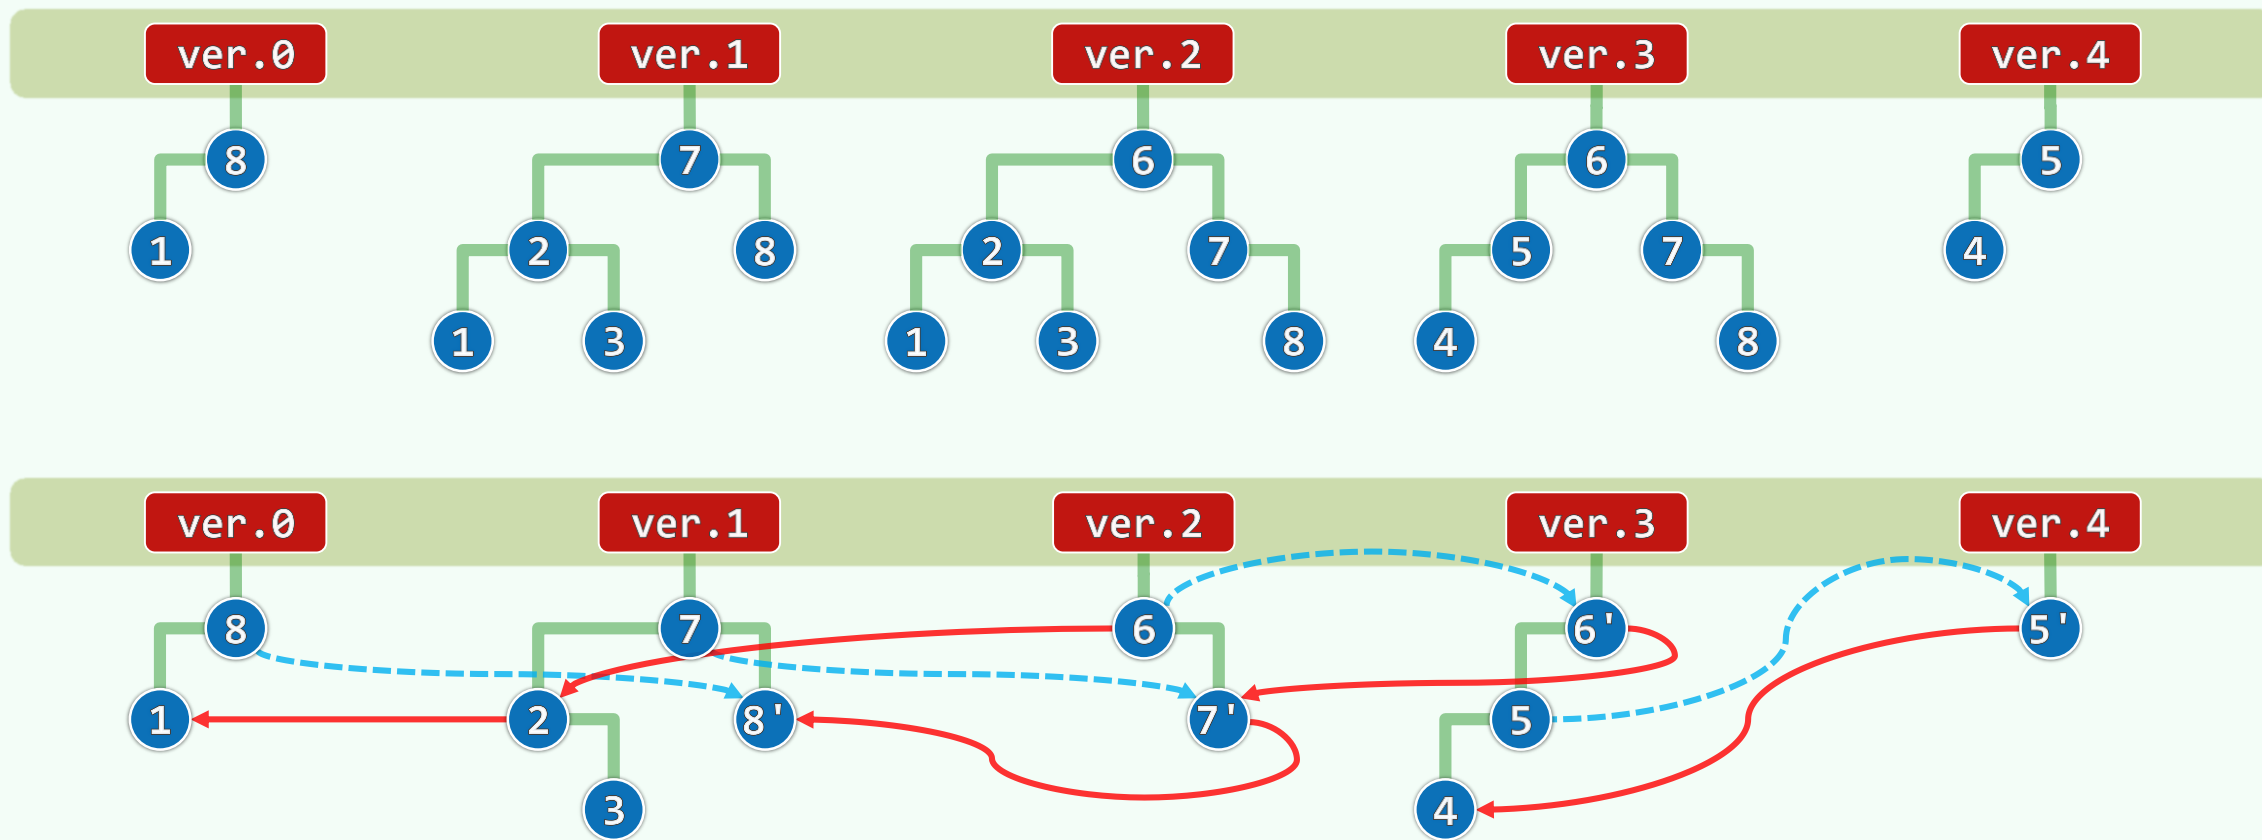 ver.0 ver.1 ver.2 ver.3 ver.4
8 7 6 6 5
1 2 8 2 7 5 7 4
1 3 1 3 8 4 8
ver.0 ver.1 ver.2 ver.3 ver.4
8 7 6 6' 5'
1 2 8' 7' 5
3 4